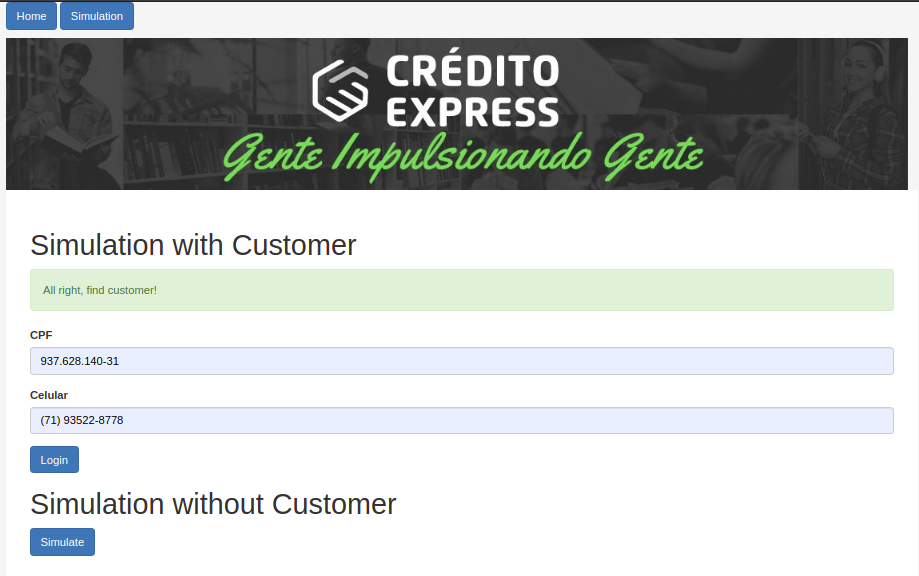 Home Simulation
CRÉDITO
EXPRESS
Gente Impulsionando Gente
Simulation with Customer
All right, find customer!
CPF
937.628.140-31
Celular
(71) 93522-8778
Login
Simulation without Customer
Simulate